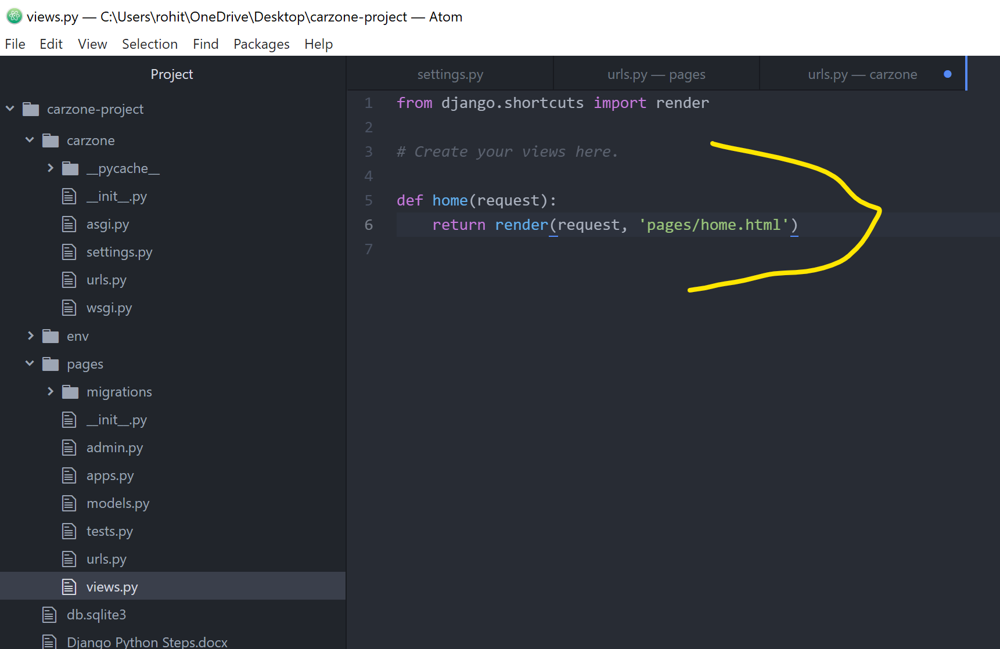 views.py — C:\Users\rohit\OneDrive\Desktop\carzone-project — Atom
File Edit View Selection Find Packages Help
Project
carzone-project
carzone
__pycache__
__init__.py
asgi.py
settings.py
urls.py
wsgi.py
env
pages
migrations
__init__.py
admin.py
apps.py
models.py
tests.py
urls.py
views.py
db.sqlite3
Django Python Steps.docx
settings.py urls.py — pages urls.py — carzone
1 from django.shortcuts import render
2
3 # Create your views here.
4
5 def home(request):
6     return render(request, 'pages/home.html')
7